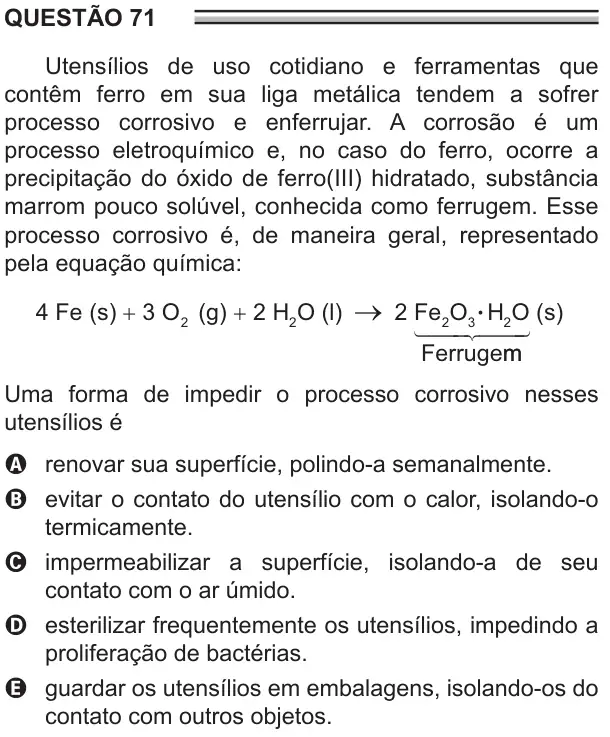 QUESTÃO 71
Utensílios de uso cotidiano e ferramentas que
contêm ferro em sua liga metálica tendem a sofrer
processo corrosivo e enferrujar. A corrosão é um
processo eletroquímico e, no caso do ferro, ocorre a
precipitação do óxido de ferro(III) hidratado, substância
marrom pouco solúvel, conhecida como ferrugem. Esse
processo corrosivo é, de maneira geral, representado
pela equação química:
4 Fe (s) + 3 O₂ (g) + 2 H₂O (l) → 2 Fe₂O₃·H₂O (s)
Ferrugem
Uma forma de impedir o processo corrosivo nesses
utensílios é
A renovar sua superfície, polindo-a semanalmente.
B evitar o contato do utensílio com o calor, isolando-o
termicamente.
C impermeabilizar a superfície, isolando-a de seu
contato com o ar úmido.
D esterilizar frequentemente os utensílios, impedindo a
proliferação de bactérias.
E guardar os utensílios em embalagens, isolando-os do
contato com outros objetos.